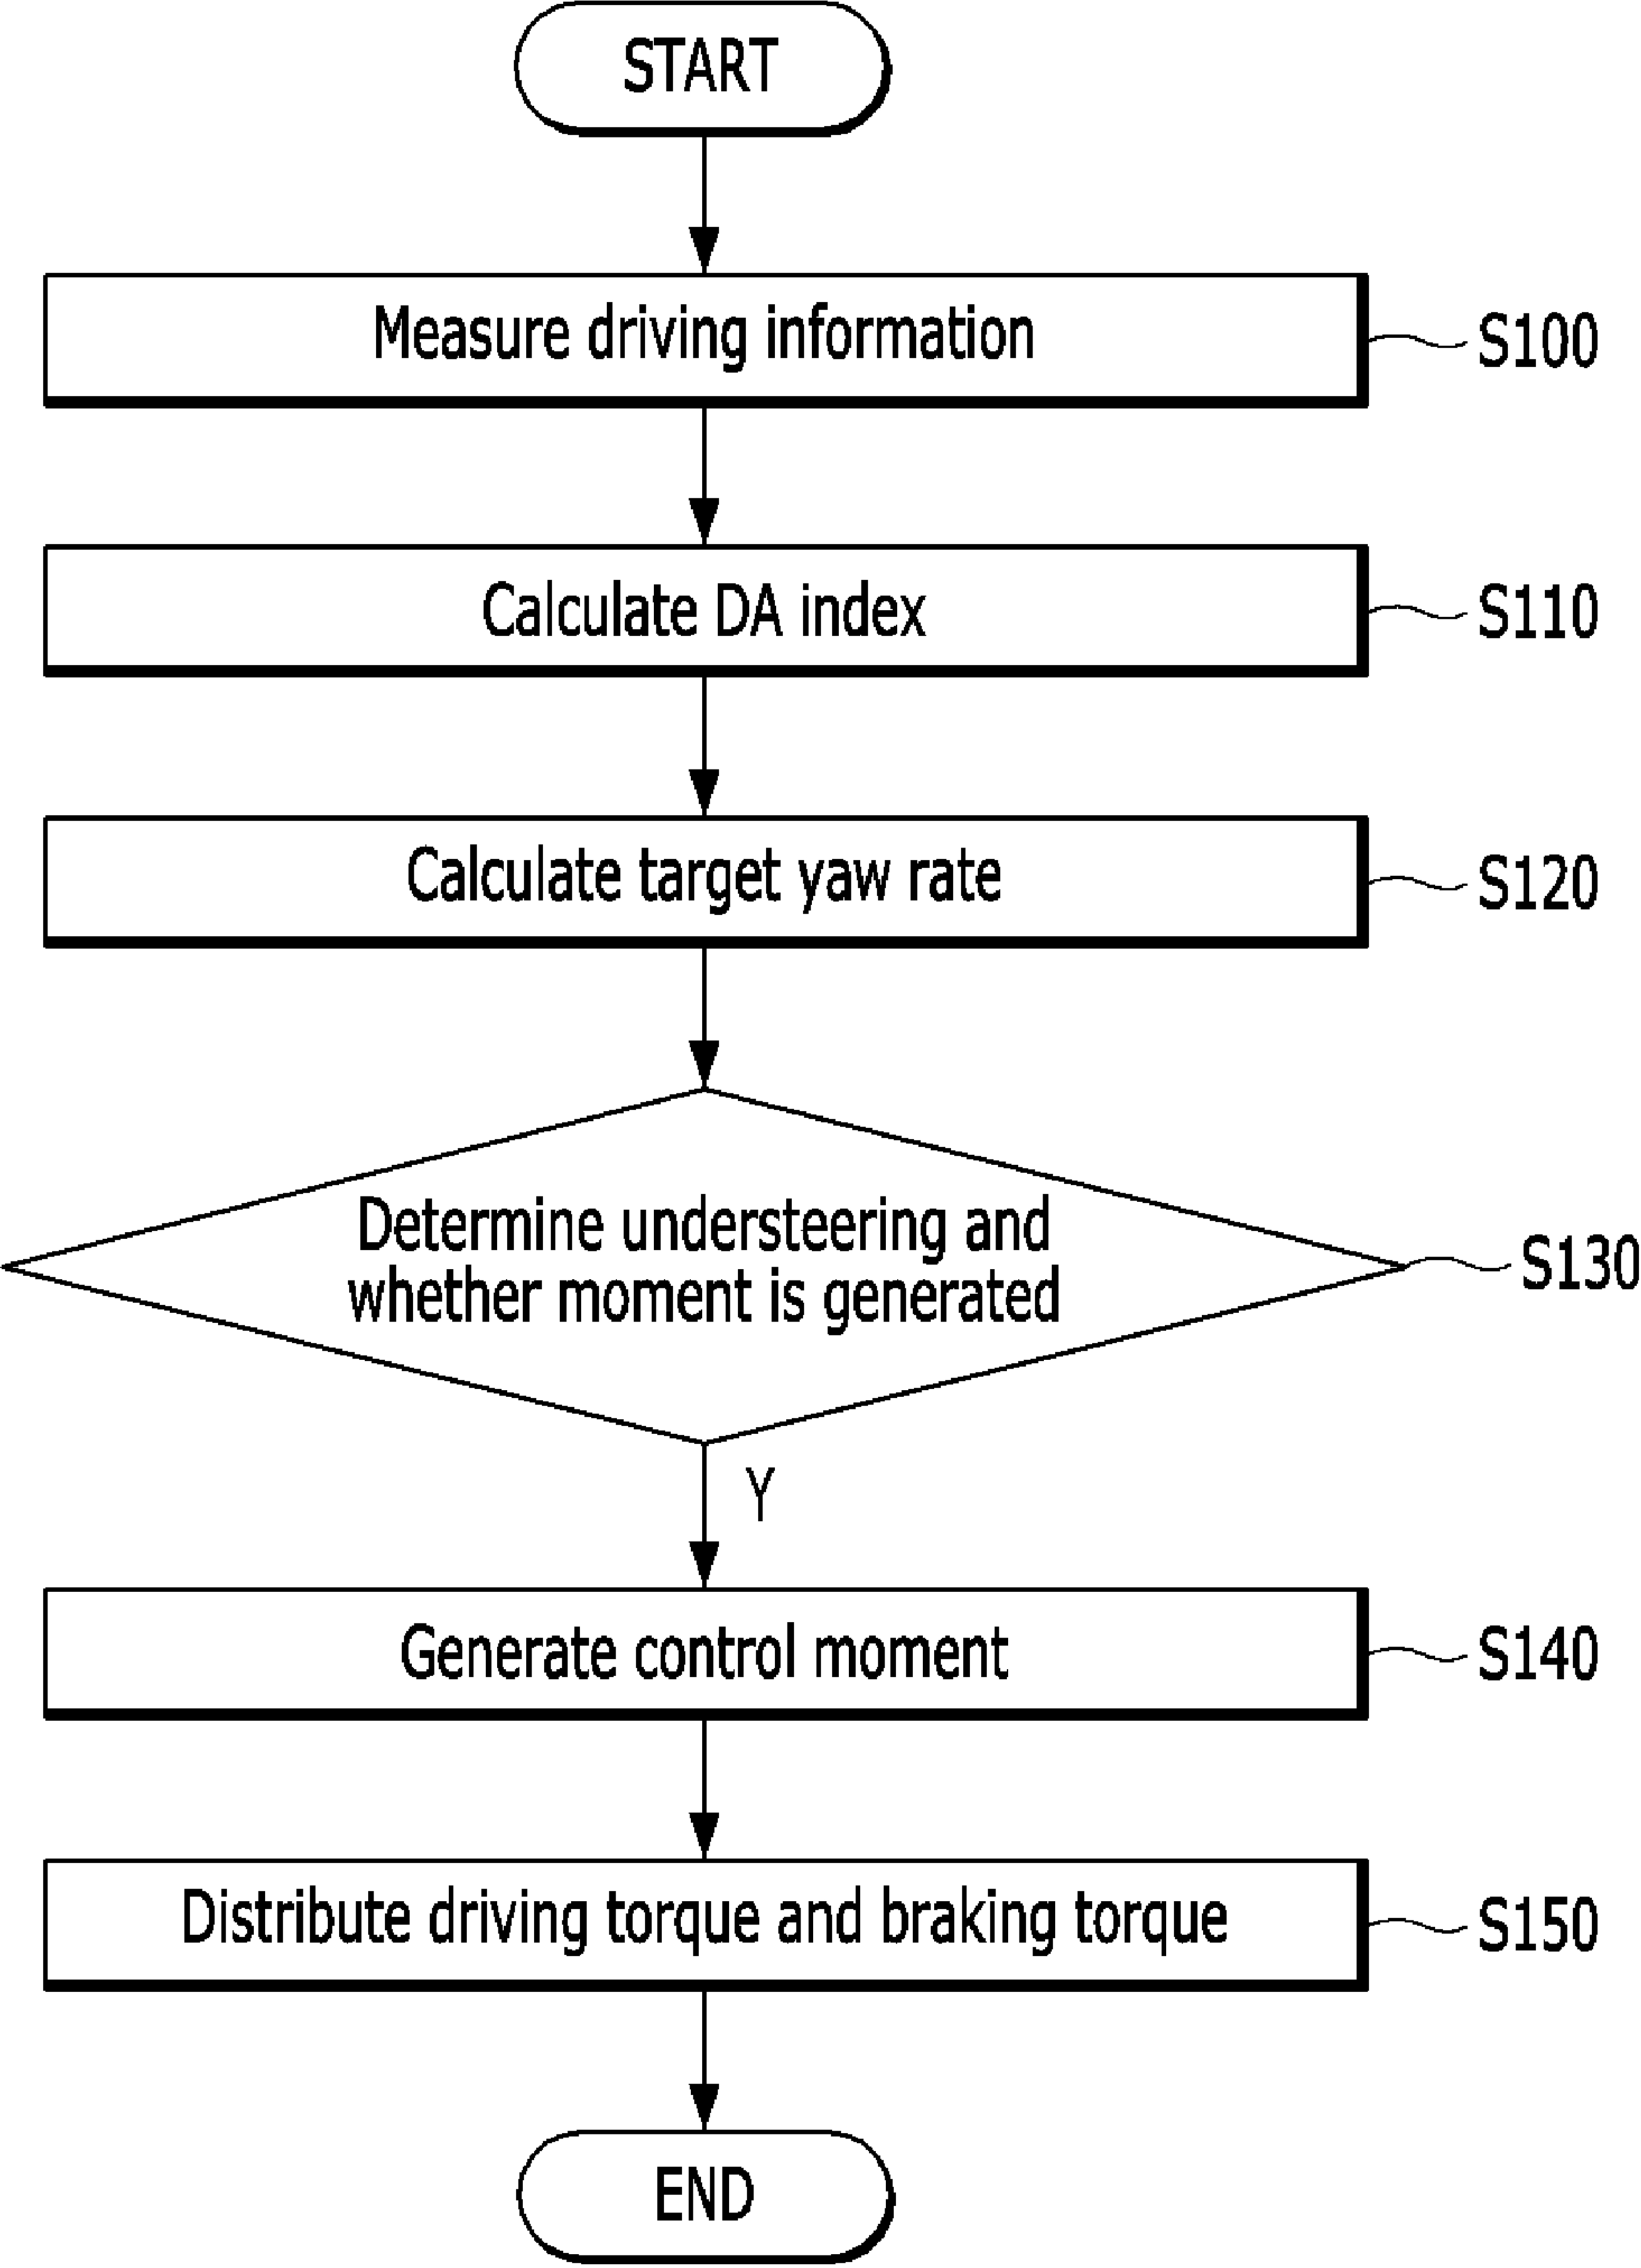 START
Measure driving information
S100
Calculate DA index
S110
Calculate target yaw rate
S120
Determine understeering and
whether moment is generated
S130
Y
Generate control moment
S140
Distribute driving torque and braking torque
S150
END